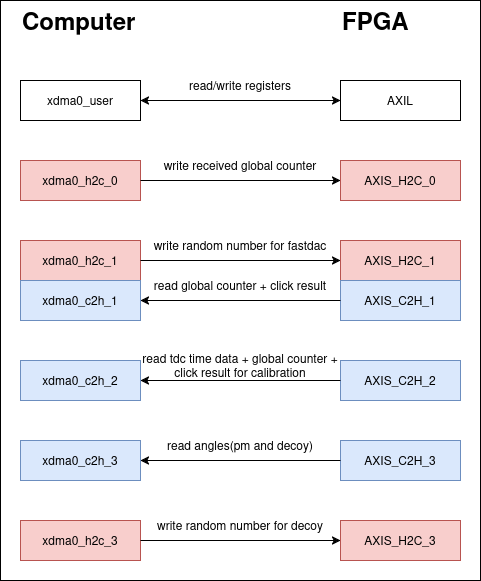 Computer FPGA
xdma0_user read/write registers AXIL
xdma0_h2c_0 write received global counter AXIS_H2C_0
xdma0_h2c_1 write random number for fastdac AXIS_H2C_1
xdma0_c2h_1 read global counter + click result AXIS_C2H_1
read tdc time data + global counter +
xdma0_c2h_2 click result for calibration AXIS_C2H_2
xdma0_c2h_3 read angles(pm and decoy) AXIS_C2H_3
xdma0_h2c_3 write random number for decoy AXIS_H2C_3